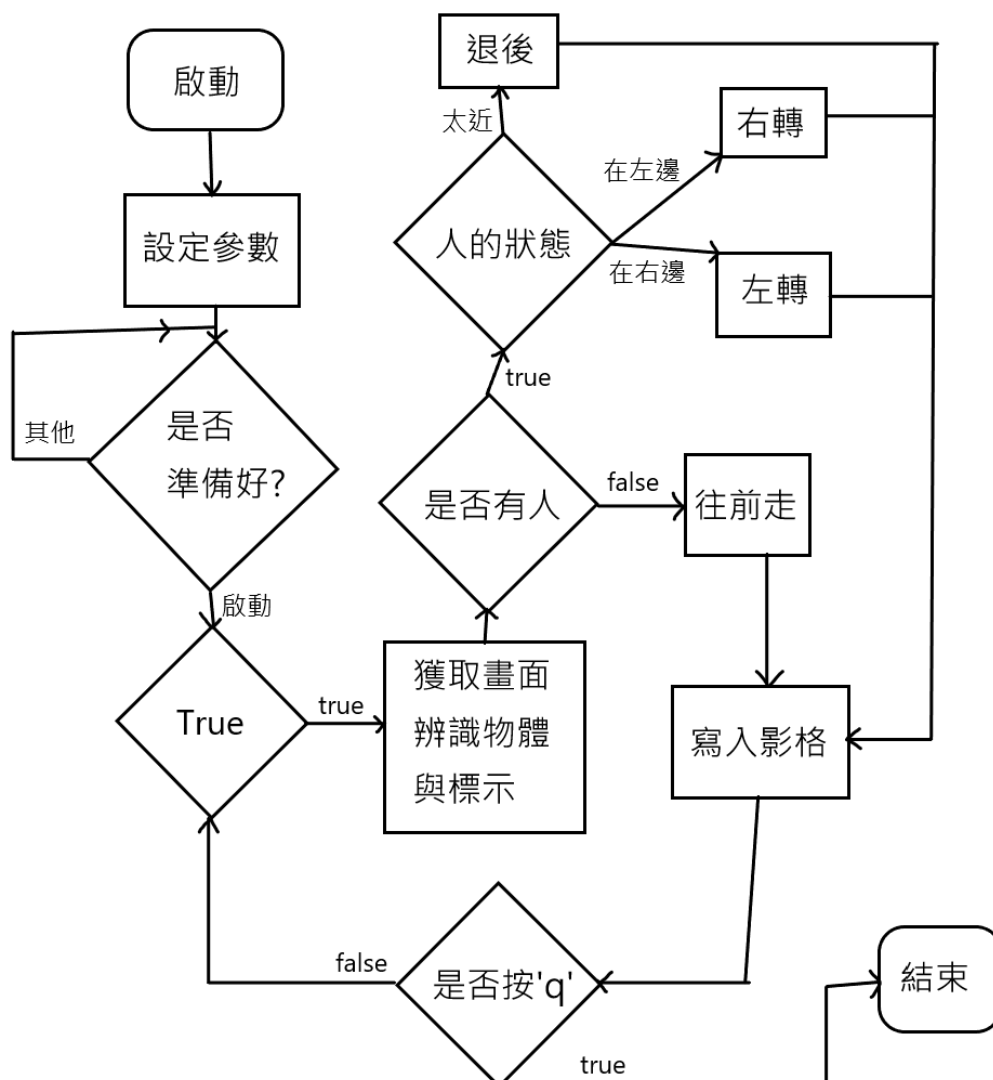 啟動
設定參數
是否
準備好?
其他
啟動
True
true
獲取畫面
辨識物體
與標示
是否有人
true
false
人的狀態
太近
退後
在左邊
右轉
在右邊
左轉
往前走
寫入影格
是否按'q'
false
true
結束